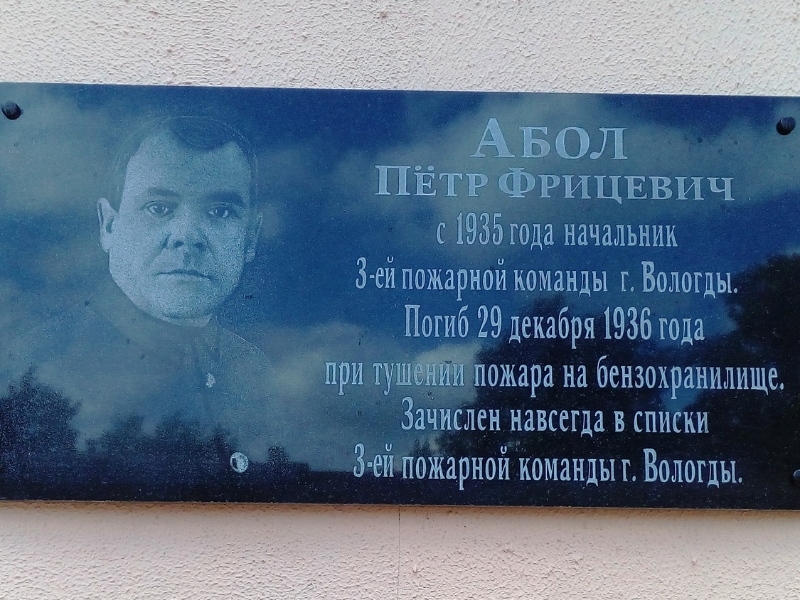 АБОЛ
ПЁТР ФРИЦЕВИЧ
с 1935 года начальник
3-ей пожарной команды г. Вологды.
Погиб 29 декабря 1936 года
при тушении пожара на бензохранилище.
Зачислен навсегда в списки
3-ей пожарной команды г. Вологды.